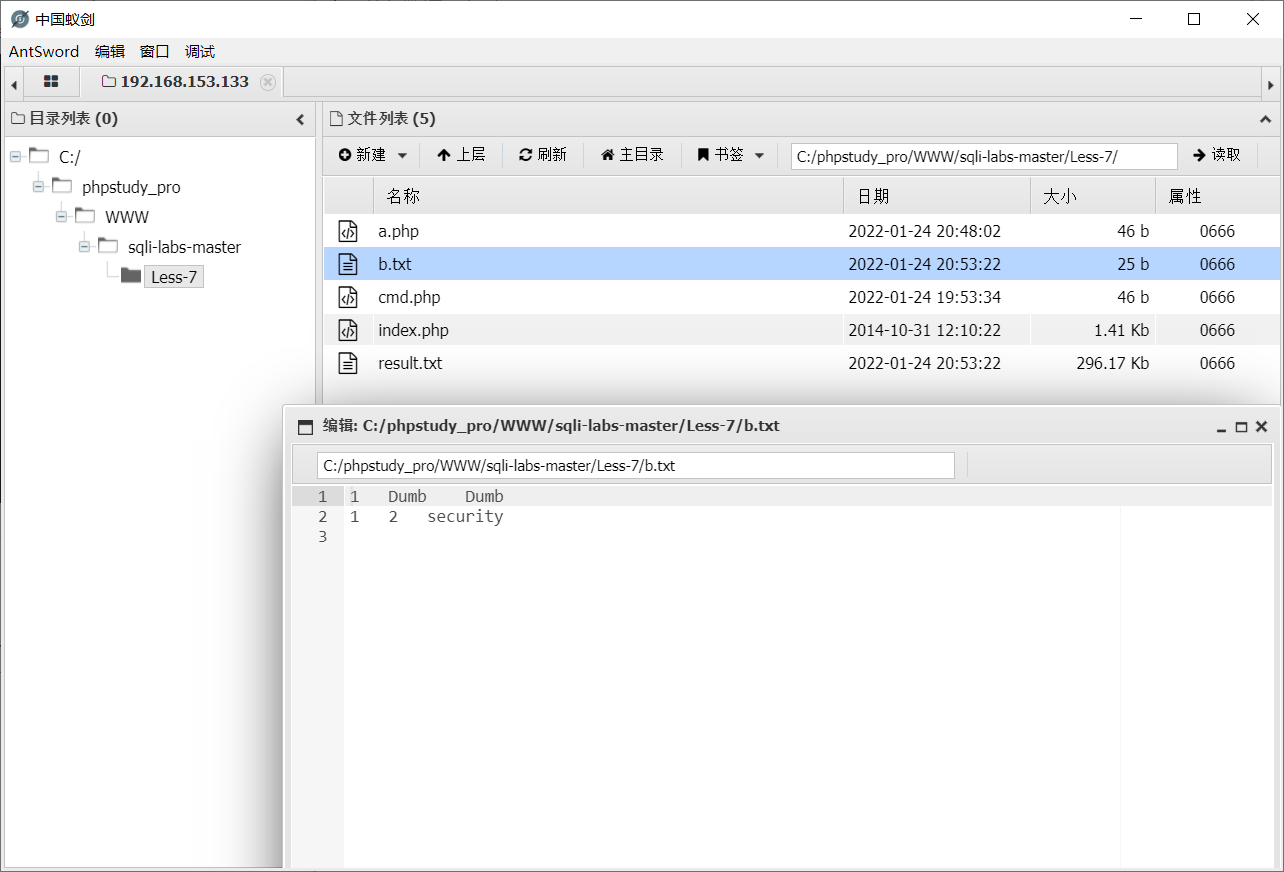 中国蚁剑
AntSword 编辑 窗口 调试
192.168.153.133
目录列表 (0)
C:/
phpstudy_pro
WWW
sqli-labs-master
Less-7
文件列表 (5)
新建 上层 刷新 主目录 书签 C:/phpstudy_pro/WWW/sqli-labs-master/Less-7/ 读取
名称 日期 大小 属性
a.php 2022-01-24 20:48:02 46 b 0666
b.txt 2022-01-24 20:53:22 25 b 0666
cmd.php 2022-01-24 19:53:34 46 b 0666
index.php 2014-10-31 12:10:22 1.41 Kb 0666
result.txt 2022-01-24 20:53:22 296.17 Kb 0666
编辑: C:/phpstudy_pro/WWW/sqli-labs-master/Less-7/b.txt
C:/phpstudy_pro/WWW/sqli-labs-master/Less-7/b.txt
1 1 Dumb Dumb
2 1 2 security
3